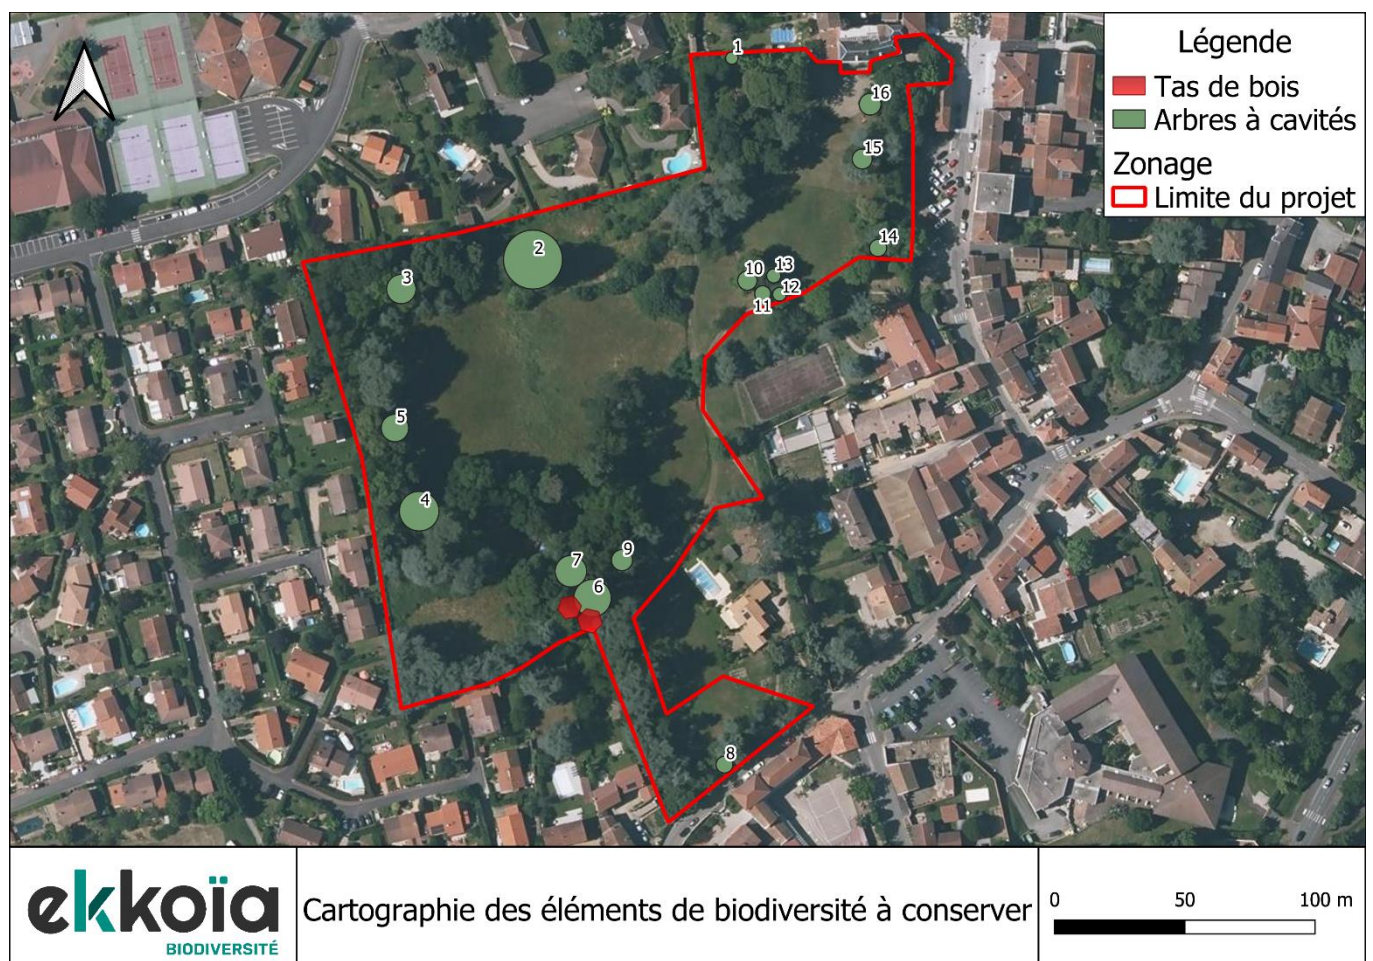 Légende
Tas de bois
Arbres à cavités
Zonage
Limite du projet
1
16
15
2
14
3
13
10
12
11
5
4
9
7
6
8
ekkoïa
BIODIVERSITÉ
Cartographie des éléments de biodiversité à conserver
0 50 100 m